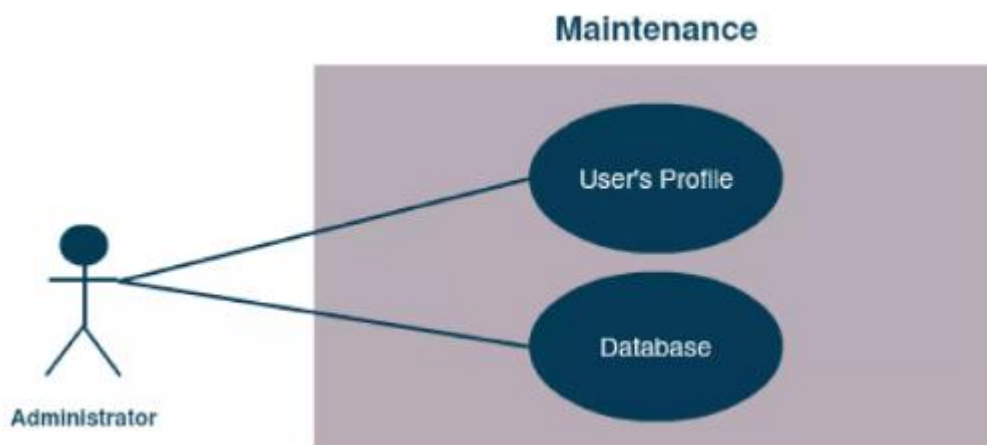 Maintenance
User's Profile
Database
Administrator